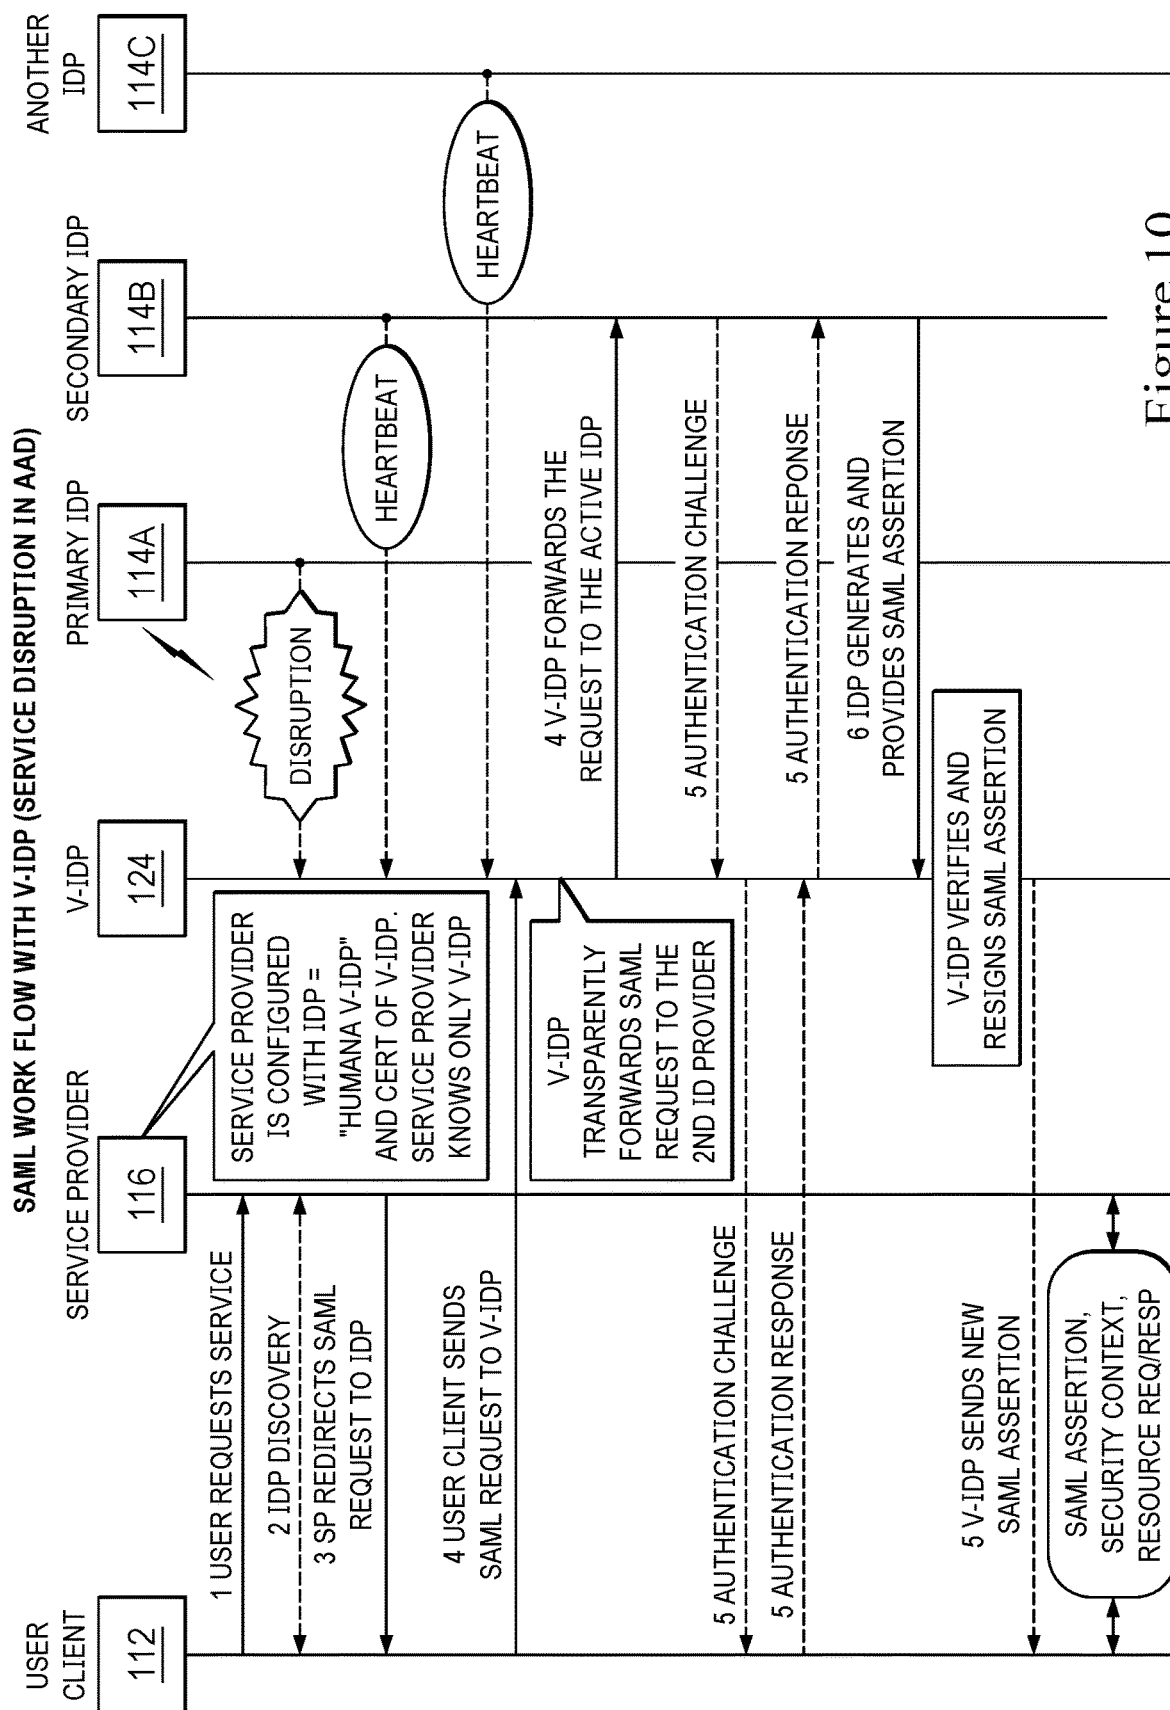 SAML WORK FLOW WITH V-IDP (SERVICE DISRUPTION IN AAD)
USER
CLIENT
112
SERVICE PROVIDER
116
V-IDP
124
PRIMARY IDP
114A
SECONDARY IDP
114B
ANOTHER
IDP
114C
1 USER REQUESTS SERVICE
2 IDP DISCOVERY
3 SP REDIRECTS SAML
REQUEST TO IDP
SERVICE PROVIDER
IS CONFIGURED
WITH IDP =
"HUMANA V-IDP"
AND CERT OF V-IDP.
SERVICE PROVIDER
KNOWS ONLY V-IDP
DISRUPTION
HEARTBEAT
HEARTBEAT
4 USER CLIENT SENDS
SAML REQUEST TO V-IDP
V-IDP
TRANSPARENTLY
FORWARDS SAML
REQUEST TO THE
2ND ID PROVIDER
4 V-IDP FORWARDS THE
REQUEST TO THE ACTIVE IDP
5 AUTHENTICATION CHALLENGE
5 AUTHENTICATION CHALLENGE
5 AUTHENTICATION RESPONSE
5 AUTHENTICATION REPONSE
6 IDP GENERATES AND
PROVIDES SAML ASSERTION
V-IDP VERIFIES AND
RESIGNS SAML ASSERTION
5 V-IDP SENDS NEW
SAML ASSERTION
SAML ASSERTION,
SECURITY CONTEXT,
RESOURCE REQ/RESP
Figure 10